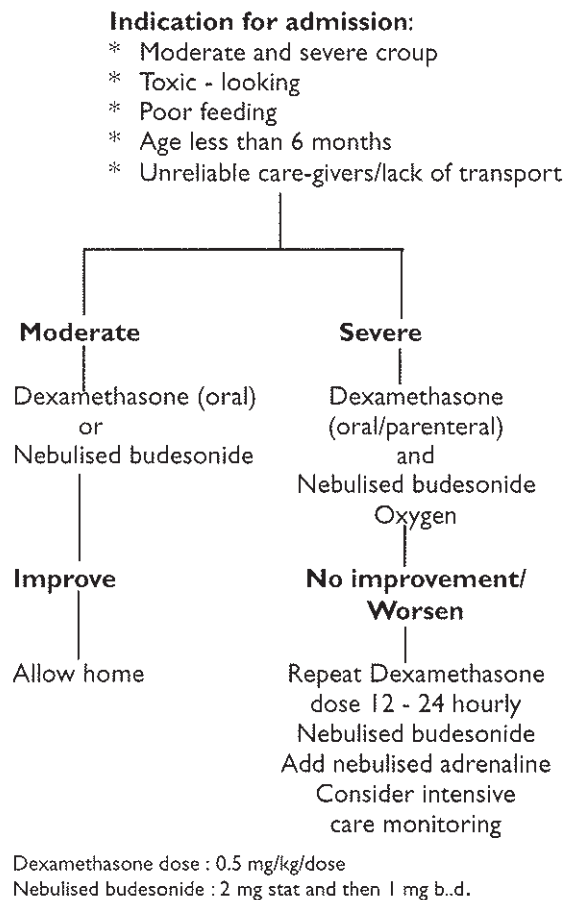 Indication for admission:
* Moderate and severe croup
* Toxic - looking
* Poor feeding
* Age less than 6 months
* Unreliable care-givers/lack of transport
Moderate
Dexamethasone (oral)
or
Nebulised budesonide
Improve
Allow home
Severe
Dexamethasone
(oral/parenteral)
and
Nebulised budesonide
Oxygen
No improvement/
Worsen
Repeat Dexamethasone
dose 12 - 24 hourly
Nebulised budesonide
Add nebulised adrenaline
Consider intensive
care monitoring
Dexamethasone dose : 0.5 mg/kg/dose
Nebulised budesonide : 2 mg stat and then 1 mg b..d.